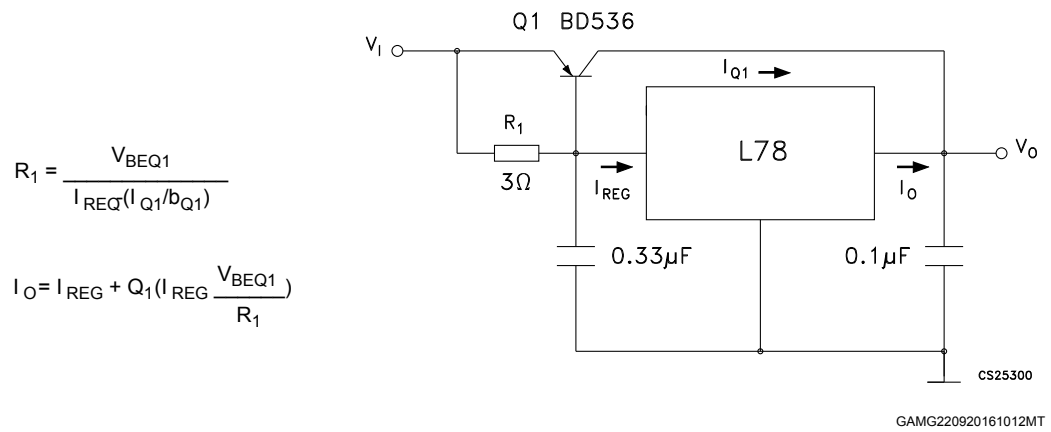 Q1 BD536
V_I
I_Q1
R_1
L78
V_O
3Ω
I_REG
I_O
0.33µF
0.1µF
R_1 = V_BEQ1 / I_REQ-(I_Q1/b_Q1)
I_O = I_REG + Q_1(I_REG V_BEQ1 / R_1)
CS25300
GAMG220920161012MT